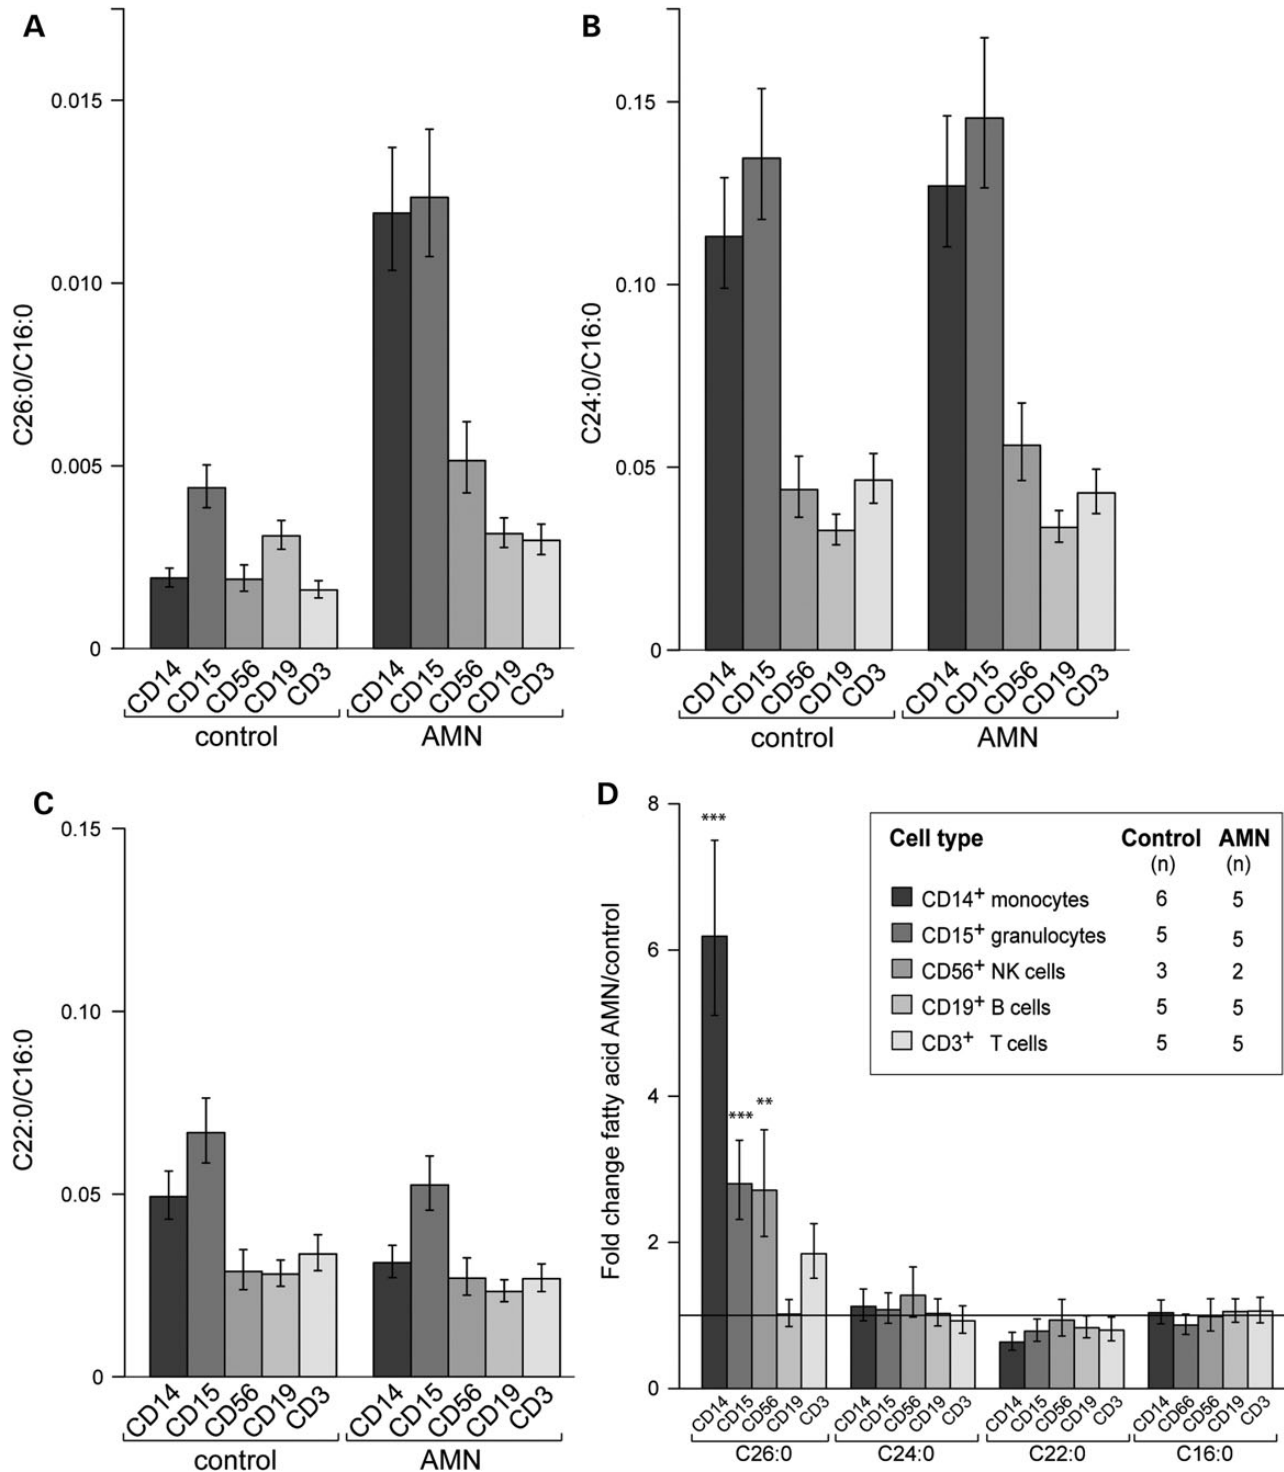 A
C26:0/C16:0
0.015
0.010
0.005
0
CD14 CD15 CD56 CD19 CD3 CD14 CD15 CD56 CD19 CD3
control AMN
B
C24:0/C16:0
0.15
0.10
0.05
0
CD14 CD15 CD56 CD19 CD3 CD14 CD15 CD56 CD19 CD3
control AMN
C
C22:0/C16:0
0.15
0.10
0.05
0
CD14 CD15 CD56 CD19 CD3 CD14 CD15 CD56 CD19 CD3
control AMN
D
Fold change fatty acid AMN/control
8
6
4
2
0
***
***
**
Cell type Control AMN
(n) (n)
CD14+ monocytes 6 5
CD15+ granulocytes 5 5
CD56+ NK cells 3 2
CD19+ B cells 5 5
CD3+ T cells 5 5
CD14 CD15 CD56 CD19 CD3 CD14 CD15 CD56 CD19 CD3 CD14 CD15 CD56 CD19 CD3 CD14 CD66 CD56 CD19 CD3
C26:0 C24:0 C22:0 C16:0